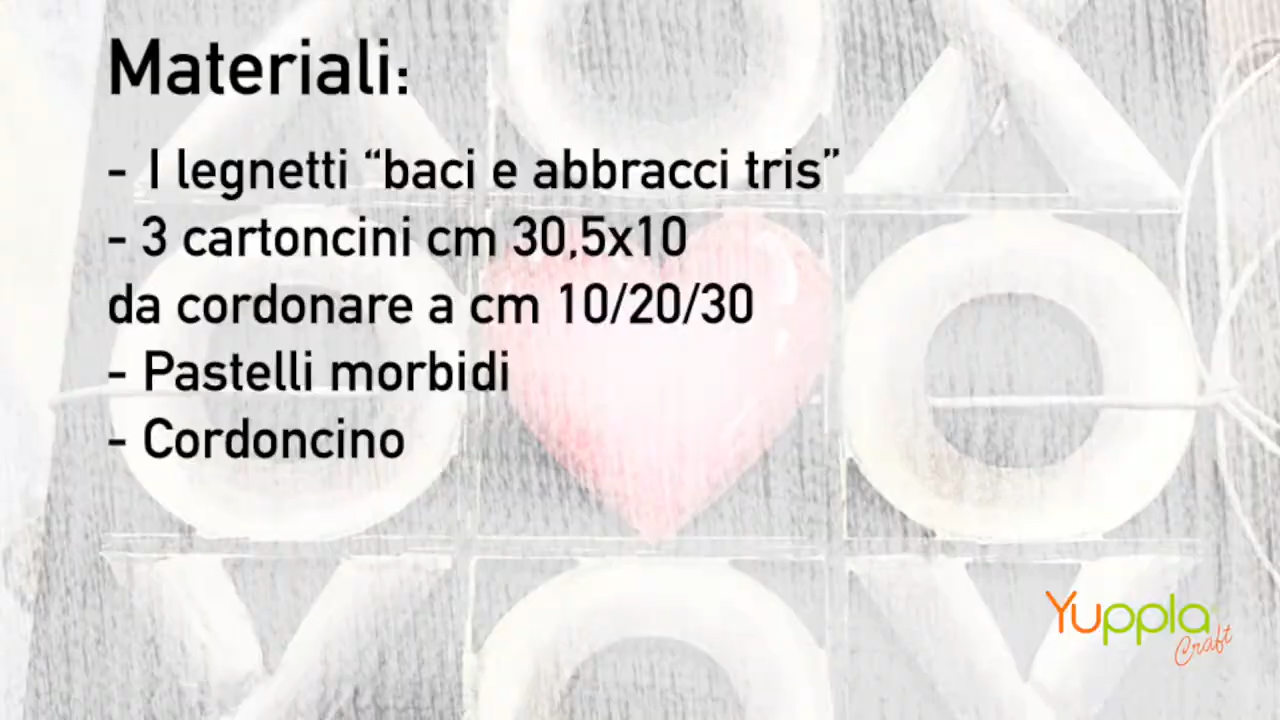 Materiali:
- I legnetti “baci e abbracci tris”
- 3 cartoncini cm 30,5x10
da cordonare a cm 10/20/30
- Pastelli morbidi
- Cordoncino
Yuppla
Craft